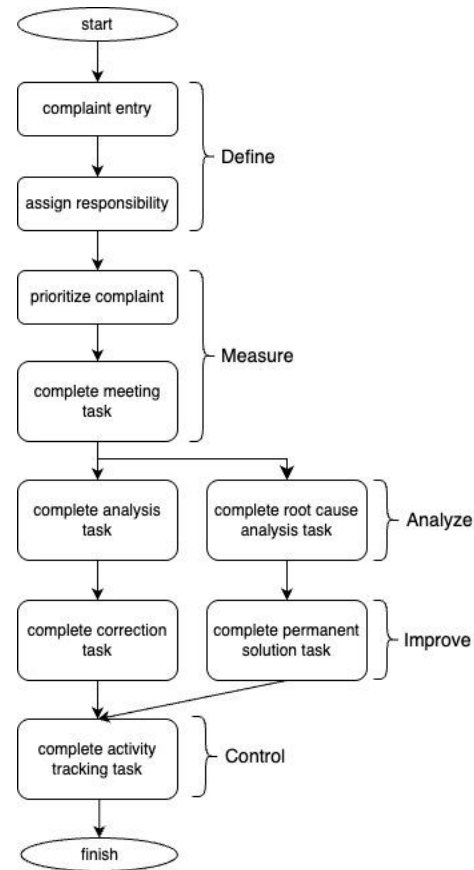 start
complaint entry
Define
assign responsibility
prioritize complaint
Measure
complete meeting
task
complete analysis
task
complete root cause
analysis task
Analyze
complete correction
task
complete permanent
solution task
Improve
complete activity
tracking task
Control
finish